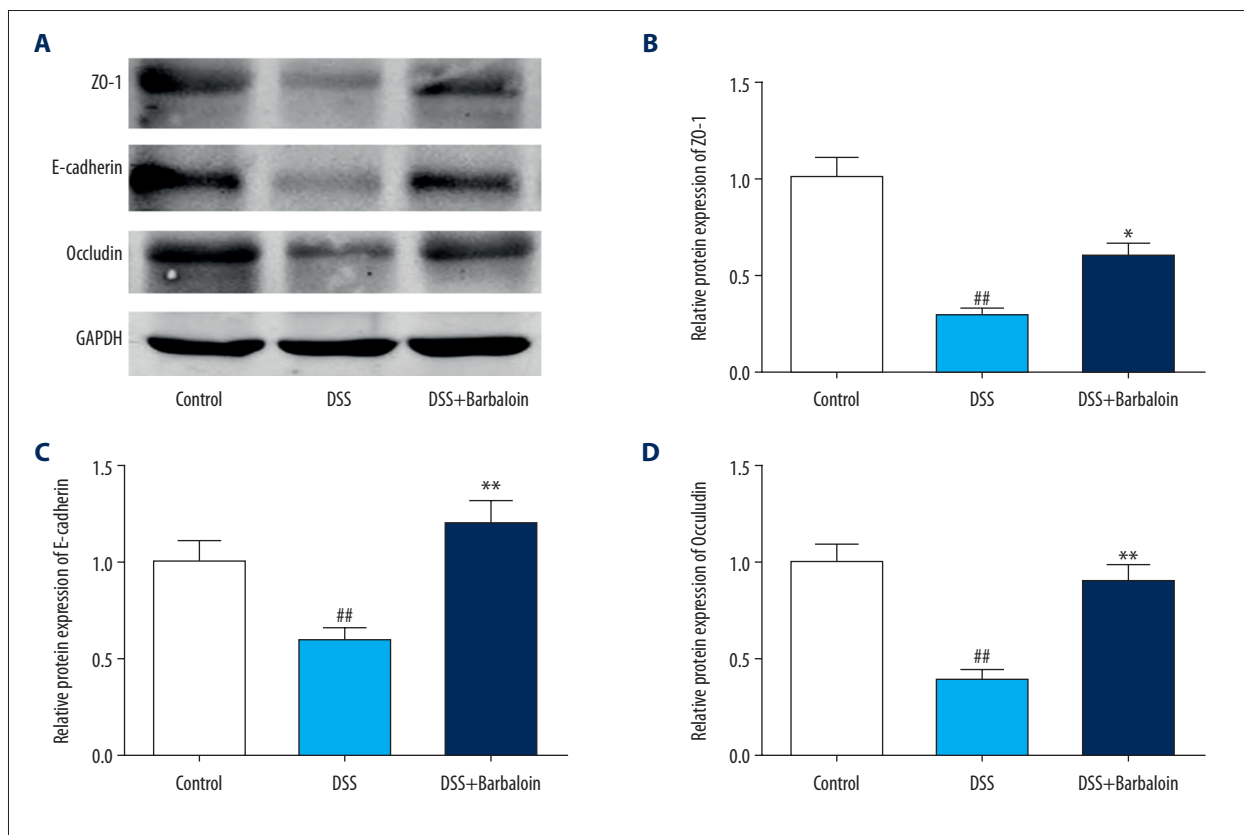 A
ZO-1
E-cadherin
Occludin
GAPDH
Control DSS DSS+Barbaloin
B
Relative protein expression of ZO-1
1.5
1.0
0.5
0.0
##
*
Control DSS DSS+Barbaloin
C
Relative protein expression of E-cadherin
1.5
1.0
0.5
0.0
##
**
Control DSS DSS+Barbaloin
D
Relative protein expression of Occuludin
1.5
1.0
0.5
0.0
##
**
Control DSS DSS+Barbaloin